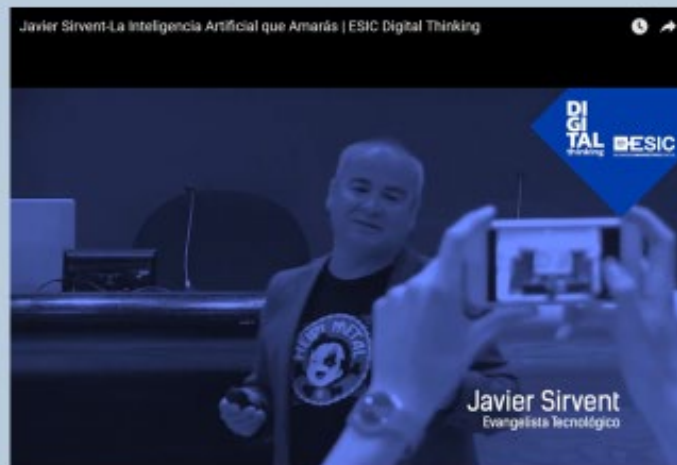 Javier Sirvent-La Inteligencia Artificial que Amarás | ESIC Digital Thinking
DI
GI
TAL
thinking
ESIC
HEAVY METAL
Javier Sirvent
Evangelista Tecnológico